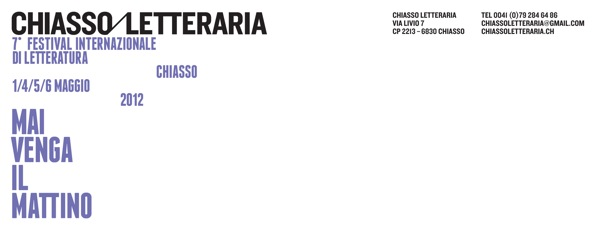 CHIASSO/LETTERARIA
7° FESTIVAL INTERNAZIONALE
DI LETTERATURA
CHIASSO
1/4/5/6 MAGGIO
2012
MAI
VENGA
IL
MATTINO
CHIASSO LETTERARIA
VIA LIVIO 7
CP 2213 – 6830 CHIASSO
TEL 0041 (0)79 284 64 86
CHIASSOLETTERARIA@GMAIL.COM
CHIASSOLETTERARIA.CH